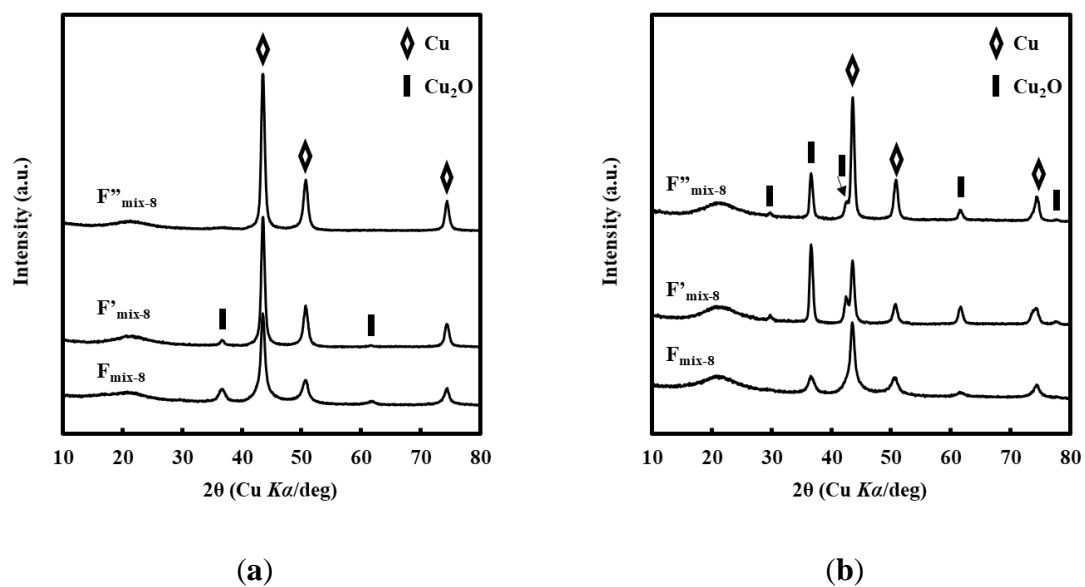 Cu
Cu₂O
Intensity (a.u.)
F”mix-8
F’mix-8
Fmix-8
10 20 30 40 50 60 70 80
2θ (Cu Kα/deg)
(a)
Cu
Cu₂O
Intensity (a.u.)
F”mix-8
F’mix-8
Fmix-8
10 20 30 40 50 60 70 80
2θ (Cu Kα/deg)
(b)